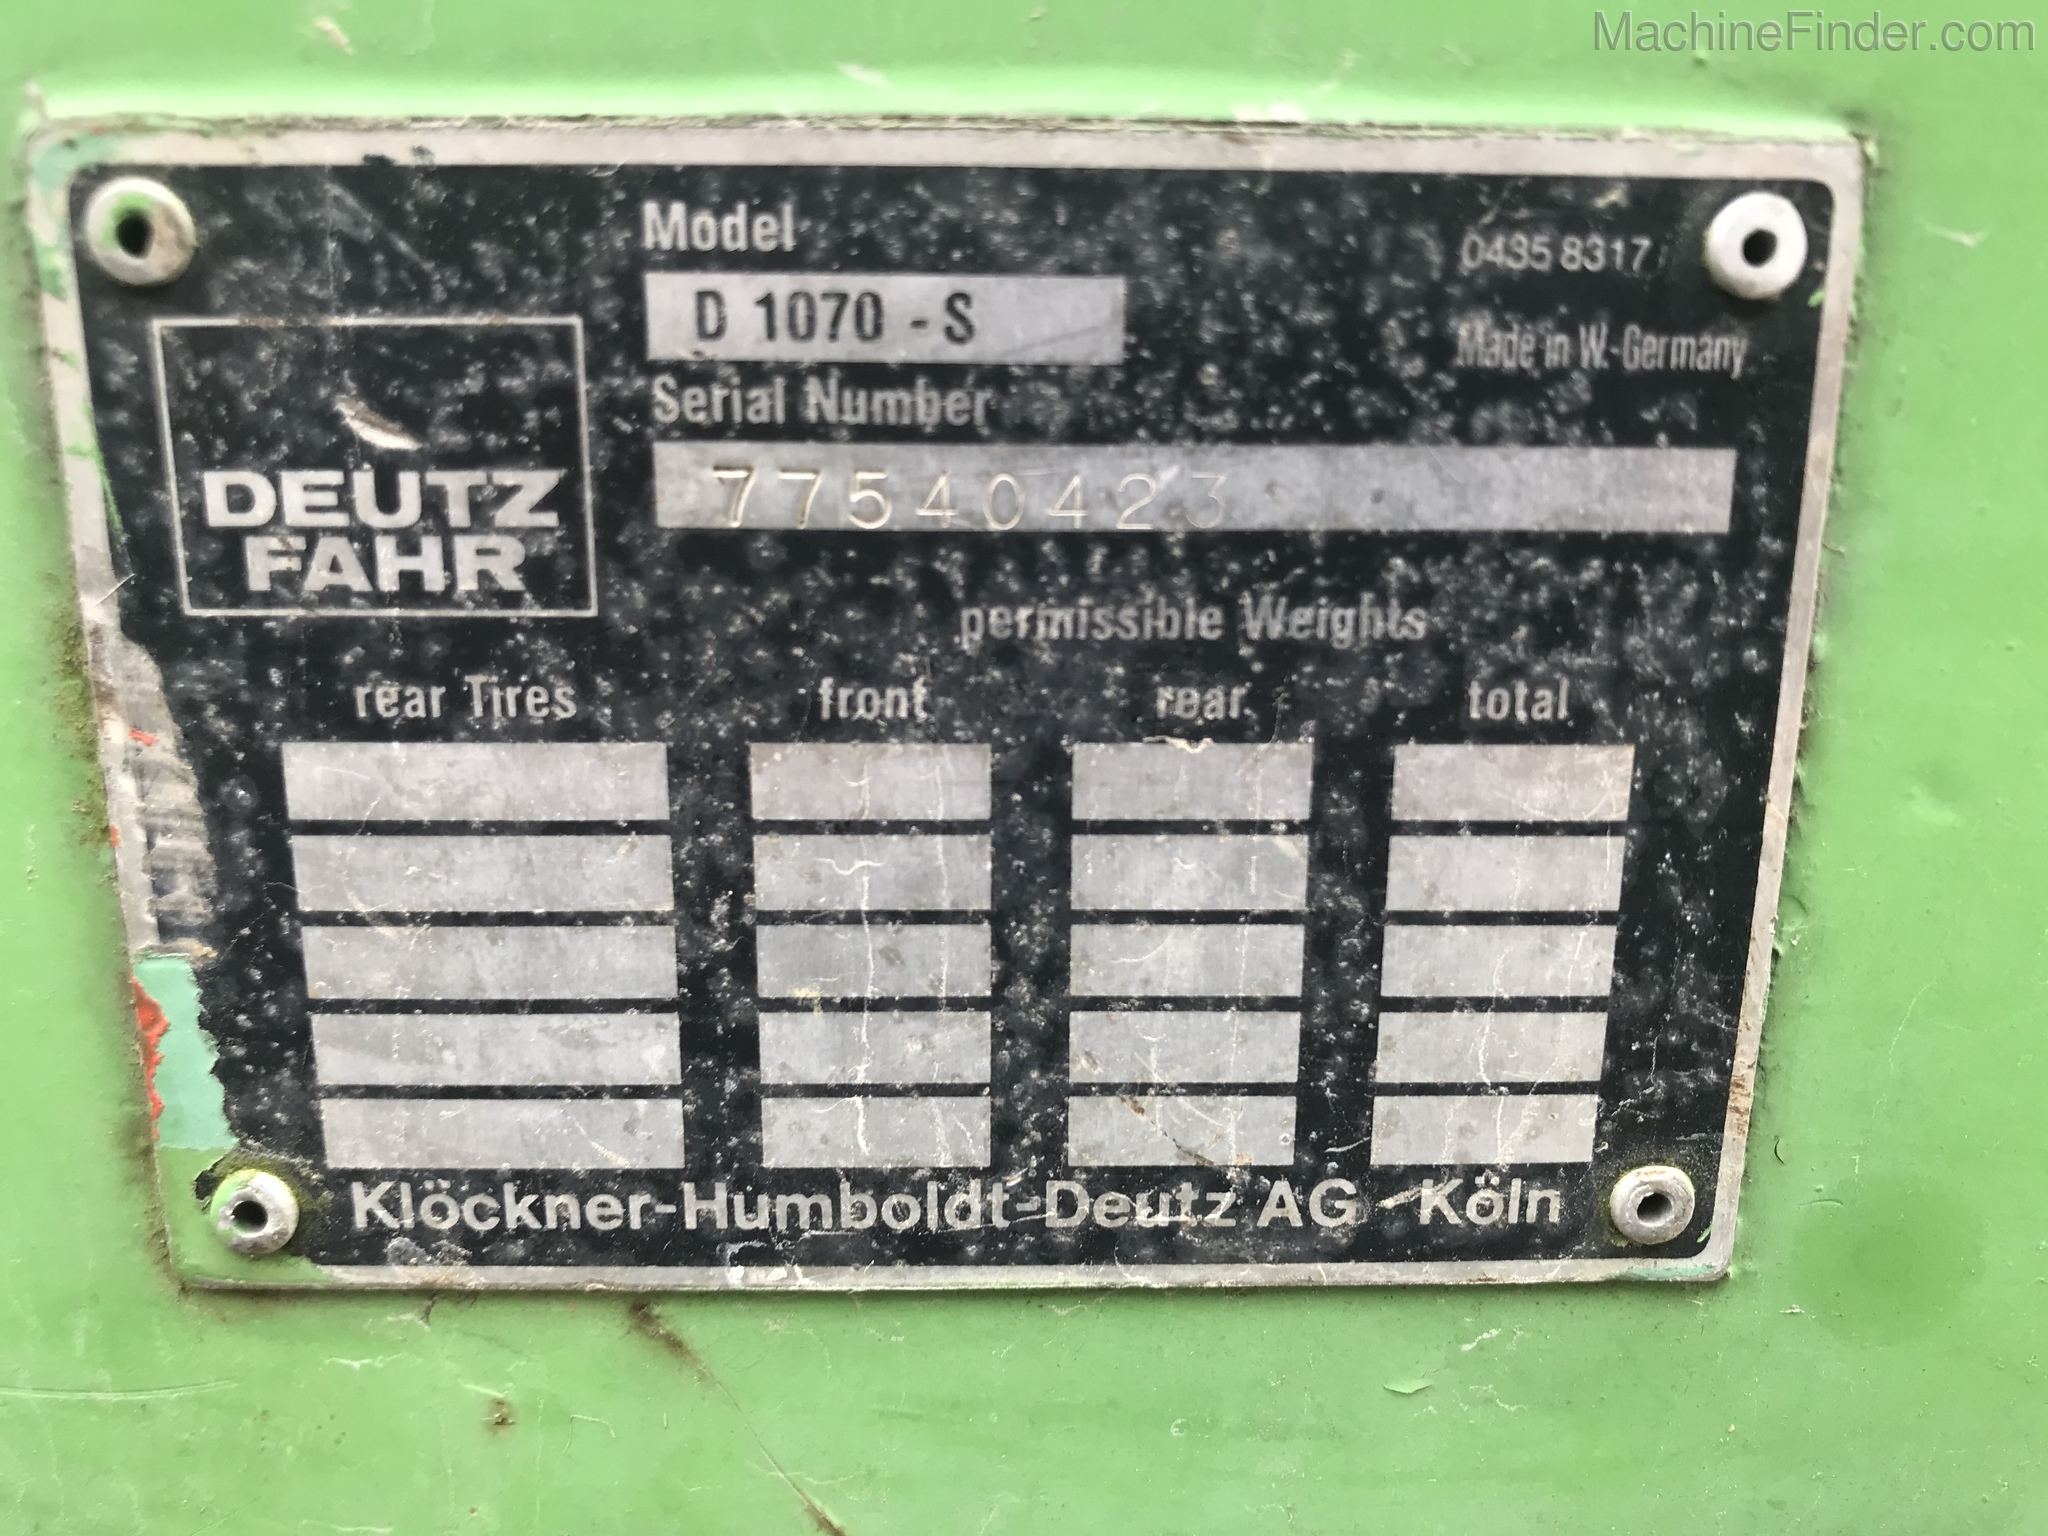 MachineFinder.com
Model
0435 8317
D 1070 - S
Made in W.-Germany
Serial Number
77540423
DEUTZ
FAHR
permissible Weights
rear Tires front rear total
Klöckner-Humboldt-Deutz AG - Köln